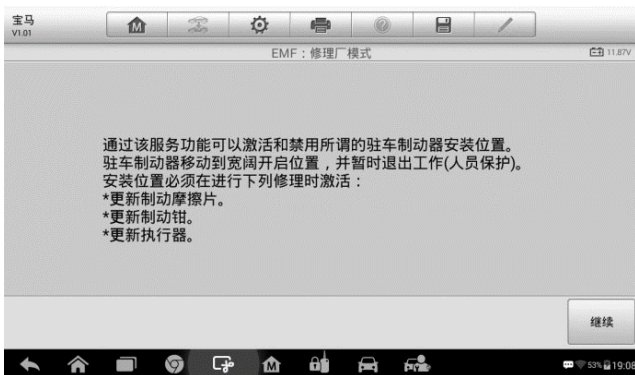 宝马
V1.01
EMF：修理厂模式
11.87V
通过该服务功能可以激活和禁用所谓的驻车制动器安装位置。
驻车制动器移动到宽阔开启位置，并暂时退出工作(人员保护)。
安装位置必须在进行下列修理时激活：
*更新制动摩擦片。
*更新制动钳。
*更新执行器。
继续
53% 19:08